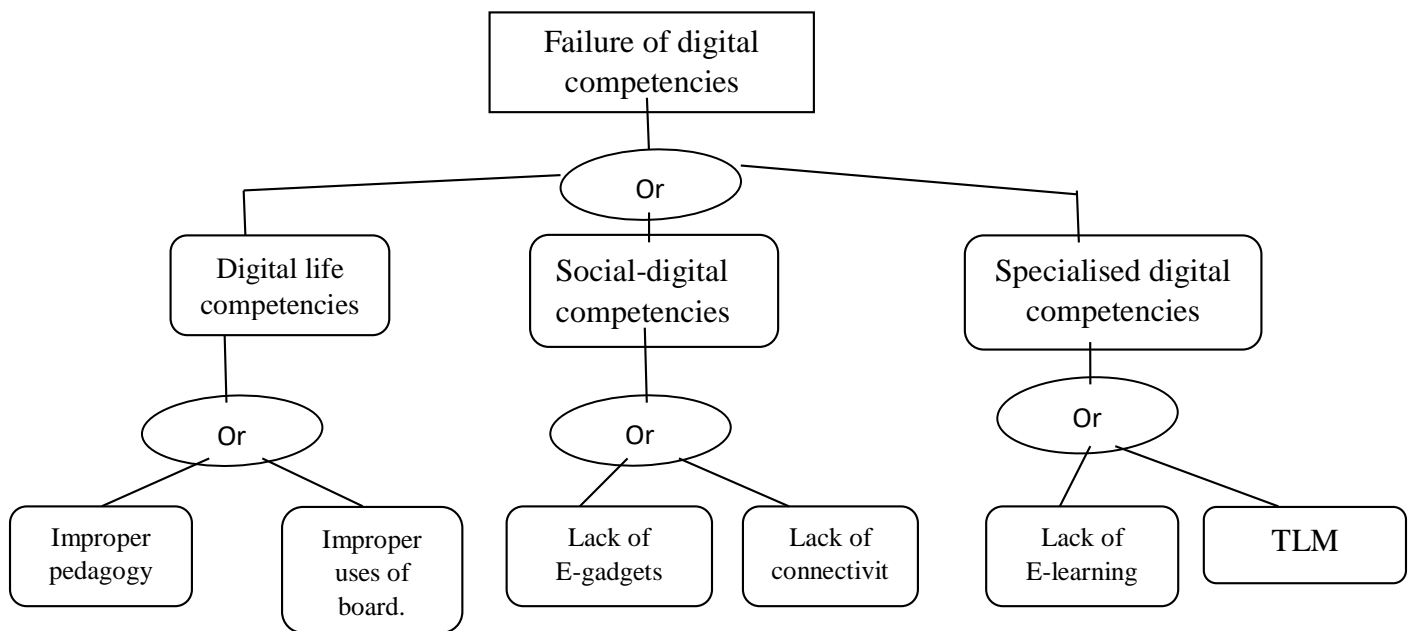 Failure of digital
competencies
Or
Digital life
competencies
Social-digital
competencies
Specialised digital
competencies
Or
Or
Or
Improper
pedagogy
Improper
uses of
board.
Lack of
E-gadgets
Lack of
connectivit
Lack of
E-learning
TLM